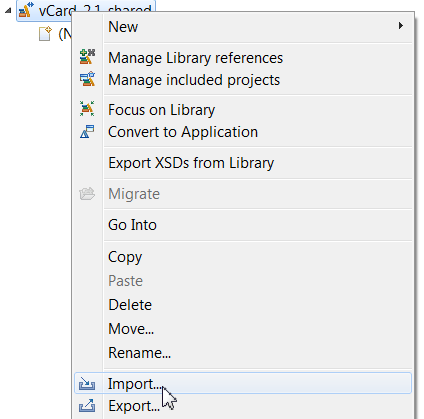 vCard_2.1_shared
(N
New
Manage Library references
Manage included projects
Focus on Library
Convert to Application
Export XSDs from Library
Migrate
Go Into
Copy
Paste
Delete
Move...
Rename...
Import...
Export...